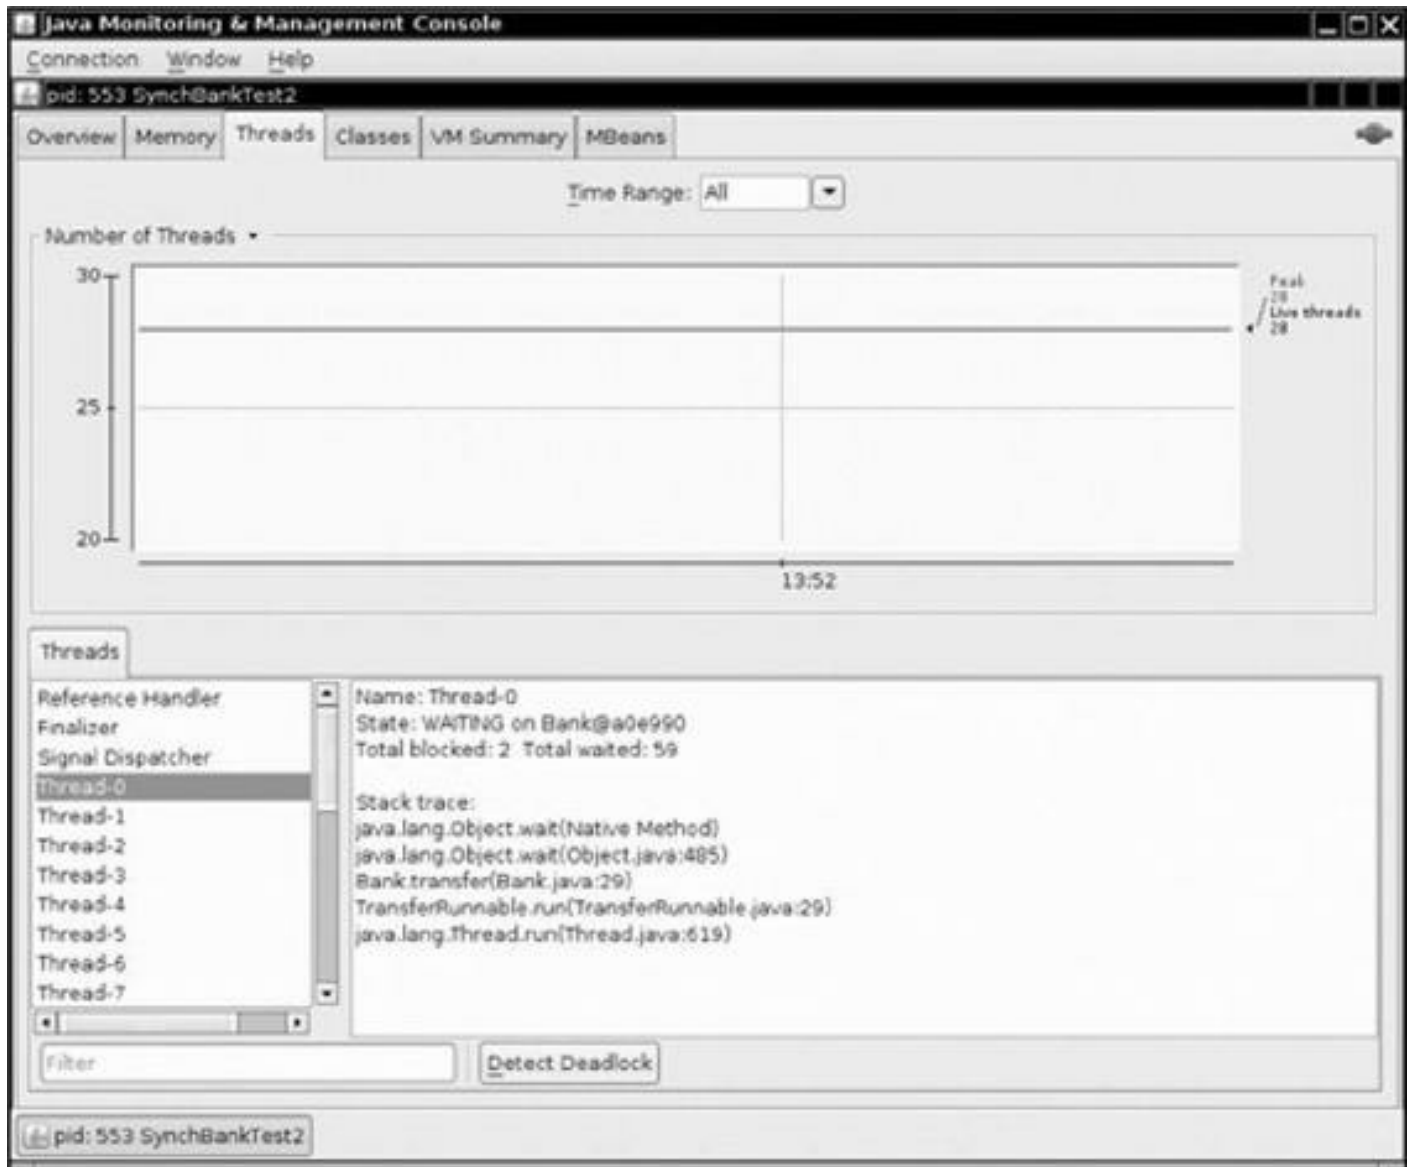 Java Monitoring & Management Console
Connection Window Help
pid: 553 SynchBankTest2
Overview Memory Threads Classes VM Summary MBeans
Time Range: All
Number of Threads
30
25
20
Peak
28
Live threads
28
13:52
Threads
Reference Handler
Finalizer
Signal Dispatcher
Thread-0
Thread-1
Thread-2
Thread-3
Thread-4
Thread-5
Thread-6
Thread-7
Name: Thread-0
State: WAITING on Bank@a0e990
Total blocked: 2 Total waited: 59
Stack trace:
java.lang.Object.wait(Native Method)
java.lang.Object.wait(Object.java:485)
Bank.transfer(Bank.java:29)
TransferRunnable.run(TransferRunnable.java:29)
java.lang.Thread.run(Thread.java:619)
Filter
Detect Deadlock
pid: 553 SynchBankTest2